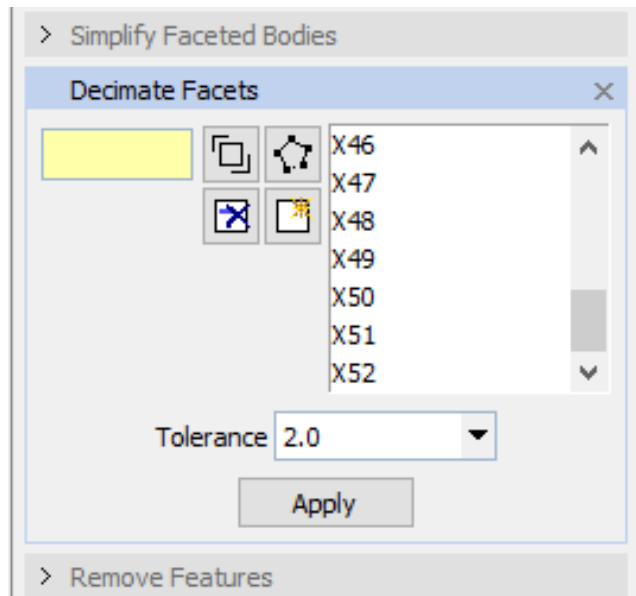 Simplify Faceted Bodies
Decimate Facets
X46
X47
X48
X49
X50
X51
X52
Tolerance 2.0
Apply
Remove Features